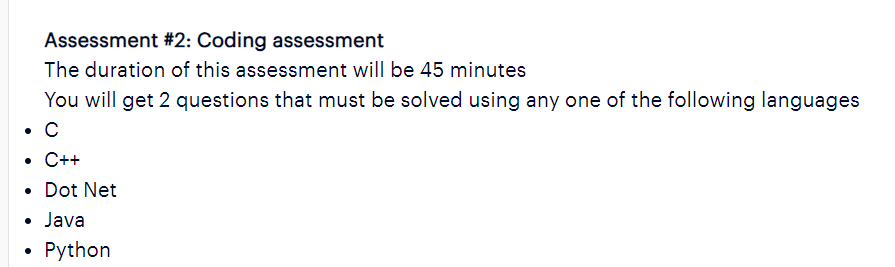 Assessment #2: Coding assessment
The duration of this assessment will be 45 minutes
You will get 2 questions that must be solved using any one of the following languages
• C
• C++
• Dot Net
• Java
• Python